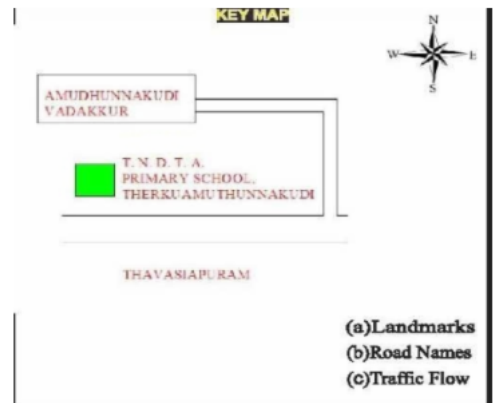 KEY MAP
N
W
E
S
AMUDHUNNAKUDI
VADAKKUR
T. N. D. T. A.
PRIMARY SCHOOL,
THERKUAMUTHUNNAKUDI
THAVASIAPURAM
(a)Landmarks
(b)Road Names
(c)Traffic Flow